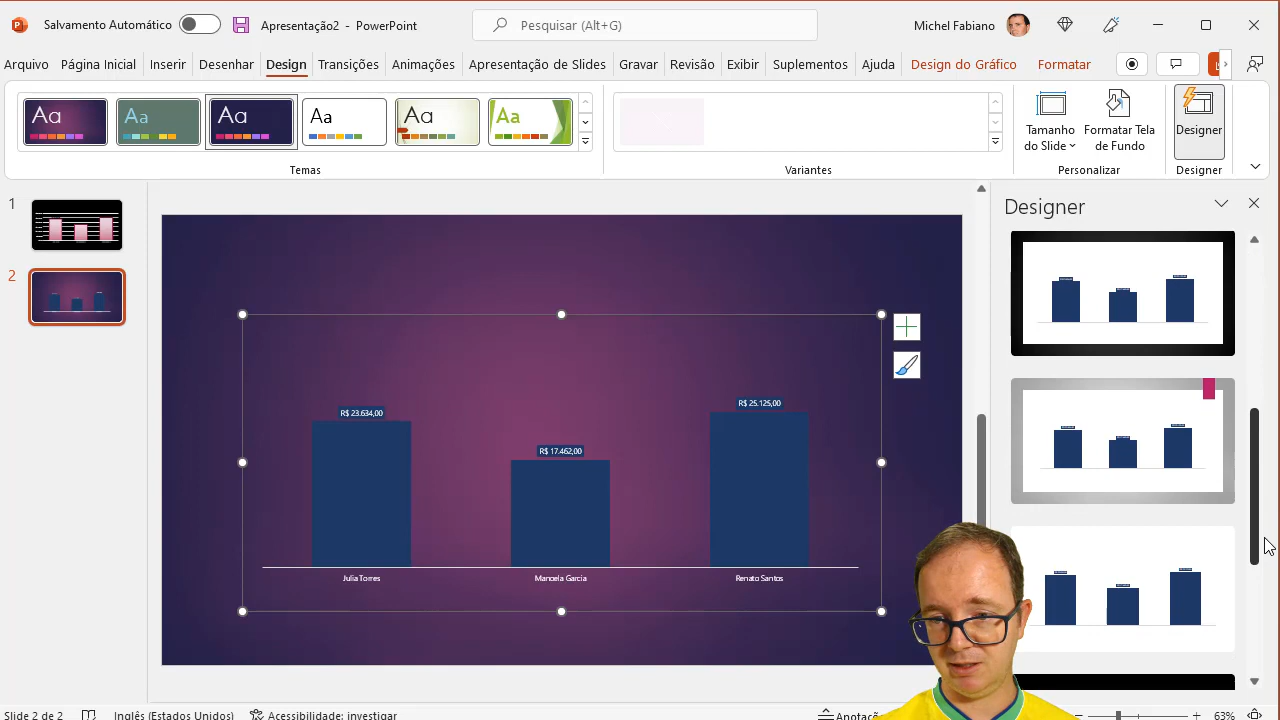 Salvamento Automático
Apresentação2 - PowerPoint
Pesquisar (Alt+G)
Michel Fabiano
Arquivo Página Inicial Inserir Desenhar Design Transições Animações Apresentação de Slides Gravar Revisão Exibir Suplementos Ajuda Design do Gráfico Formatar
Aa Aa Aa Aa Aa Aa
Tamanho do Slide
Formatar Tela de Fundo
Designer
Temas
Variantes
Personalizar
Designer
1
2
Designer
R$ 23.634,00
R$ 17.462,00
R$ 25.125,00
Julia Torres
Manoela Garcia
Renato Santos
Slide 2 de 2
Inglês (Estados Unidos)
Acessibilidade: investigar
63%